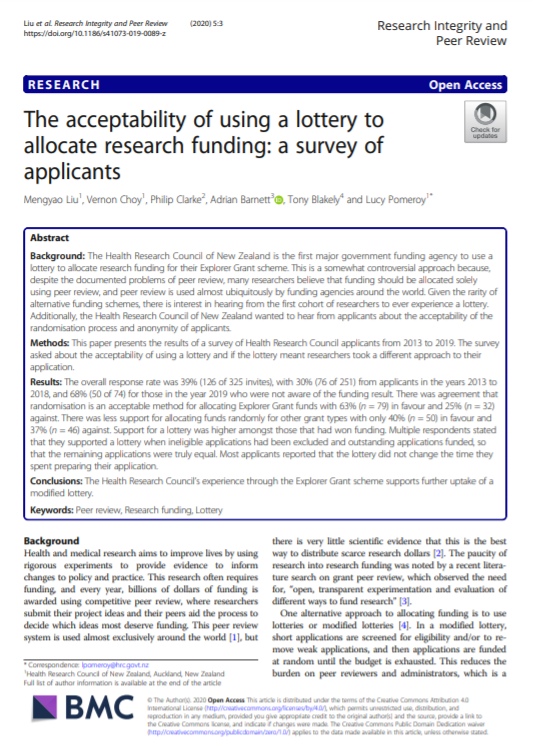 Liu et al. Research Integrity and Peer Review (2020) 5:3
https://doi.org/10.1186/s41073-019-0089-z
Research Integrity and
Peer Review
RESEARCH
Open Access
Check for
updates
The acceptability of using a lottery to
allocate research funding: a survey of
applicants
Mengyao Liu1, Vernon Choy1, Philip Clarke2, Adrian Barnett3, Tony Blakely4 and Lucy Pomeroy1*
Abstract
Background: The Health Research Council of New Zealand is the first major government funding agency to use a
lottery to allocate research funding for their Explorer Grant scheme. This is a somewhat controversial approach because,
despite the documented problems of peer review, many researchers believe that funding should be allocated solely
using peer review, and peer review is used almost ubiquitously by funding agencies around the world. Given the rarity of
alternative funding schemes, there is interest in hearing from the first cohort of researchers to ever experience a lottery.
Additionally, the Health Research Council of New Zealand wanted to hear from applicants about the acceptability of the
randomisation process and anonymity of applicants.
Methods: This paper presents the results of a survey of Health Research Council applicants from 2013 to 2019. The survey
asked about the acceptability of using a lottery and if the lottery meant researchers took a different approach to their
application.
Results: The overall response rate was 39% (126 of 325 invites), with 30% (76 of 251) from applicants in the years 2013 to
2018, and 68% (50 of 74) for those in the year 2019 who were not aware of the funding result. There was agreement that
randomisation is an acceptable method for allocating Explorer Grant funds with 63% (n = 79) in favour and 25% (n = 32)
against. There was less support for allocating funds randomly for other grant types with only 40% (n = 50) in favour and
37% (n = 46) against. Support for a lottery was higher amongst those that had won funding. Multiple respondents stated
that they supported a lottery when ineligible applications had been excluded and outstanding applications funded, so
that the remaining applications were truly equal. Most applicants reported that the lottery did not change the time they
spent preparing their application.
Conclusions: The Health Research Council's experience through the Explorer Grant scheme supports further uptake of a
modified lottery.
Keywords: Peer review, Research funding, Lottery
Background
Health and medical research aims to improve lives by using
rigorous experiments to provide evidence to inform
changes to policy and practice. This research often requires
funding, and every year, billions of dollars of funding is
awarded using competitive peer review, where researchers
submit their project ideas and their peers aid the process to
decide which ideas most deserve funding. This peer review
system is used almost exclusively around the world [1], but
there is very little scientific evidence that this is the best
way to distribute scarce research dollars [2]. The paucity of
research into research funding was noted by a recent litera-
ture search on grant peer review, which observed the need
for, “open, transparent experimentation and evaluation of
different ways to fund research” [3].
One alternative approach to allocating funding is to use
lotteries or modified lotteries [4]. In a modified lottery,
short applications are screened for eligibility and/or to re-
move weak applications, and then applications are funded
at random until the budget is exhausted. This reduces the
burden on peer reviewers and administrators, which is a
* Correspondence: lpomeroy@hrc.govt.nz
1Health Research Council of New Zealand, Auckland, New Zealand
Full list of author information is available at the end of the article
BMC
© The Author(s). 2020 Open Access This article is distributed under the terms of the Creative Commons Attribution 4.0
International License (http://creativecommons.org/licenses/by/4.0/), which permits unrestricted use, distribution, and
reproduction in any medium, provided you give appropriate credit to the original author(s) and the source, provide a link to
the Creative Commons license, and indicate if changes were made. The Creative Commons Public Domain Dedication waiver
(http://creativecommons.org/publicdomain/zero/1.0/) applies to the data made available in this article, unless otherwise stated.